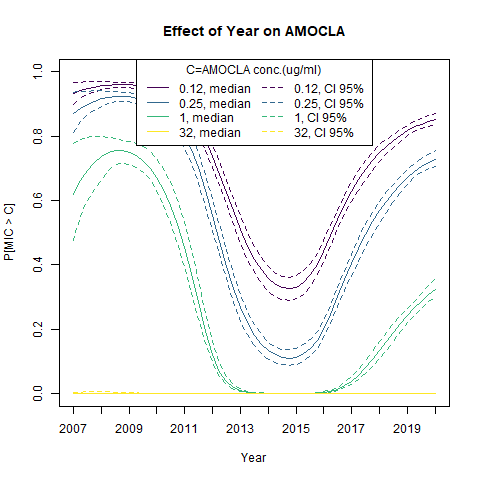 Effect of Year on AMOCLA
C=AMOCLA conc.(ug/ml)
0.12, median 0.12, CI 95%
0.25, median 0.25, CI 95%
1, median 1, CI 95%
32, median 32, CI 95%
P[MIC > C]
1.0
0.8
0.6
0.4
0.2
0.0
2007 2009 2011 2013 2015 2017 2019
Year